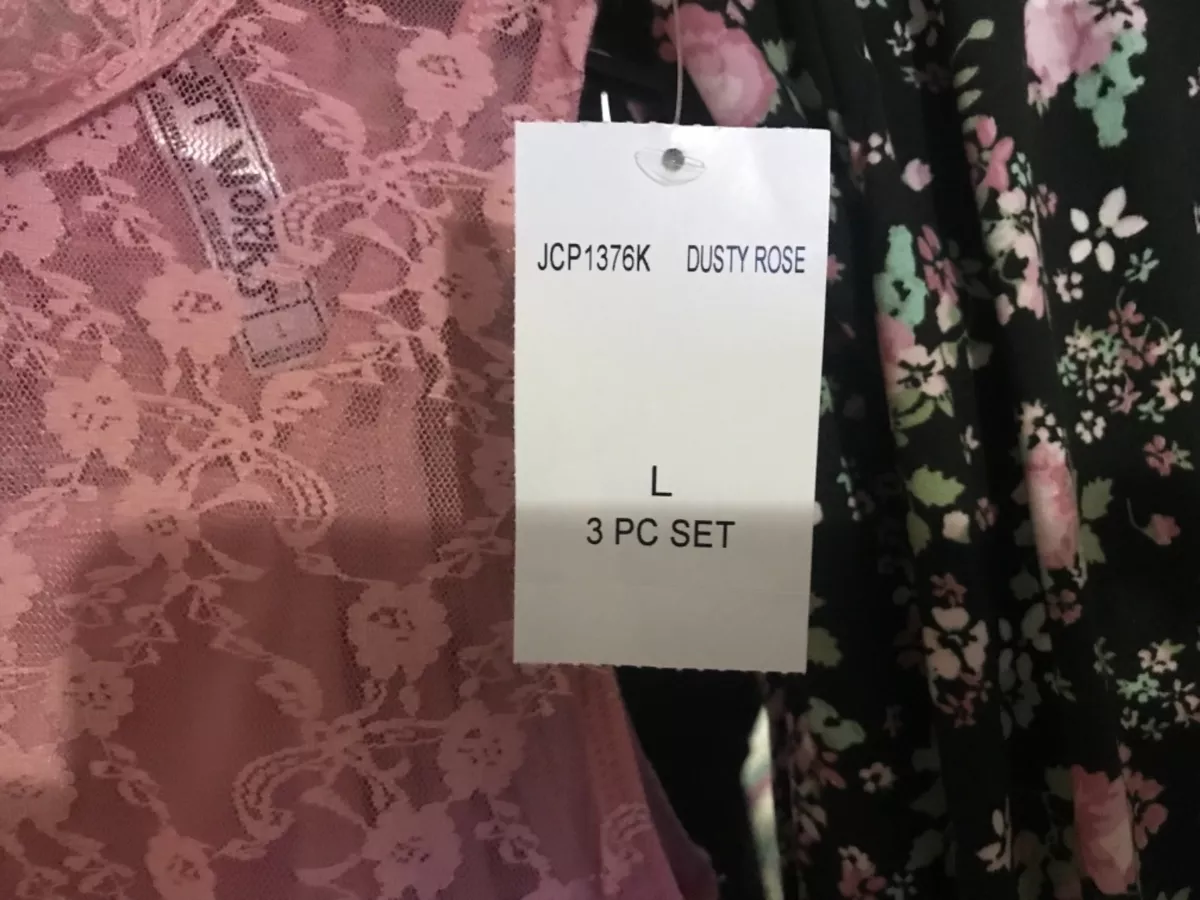 JCP1376K DUSTY ROSE
L
3 PC SET